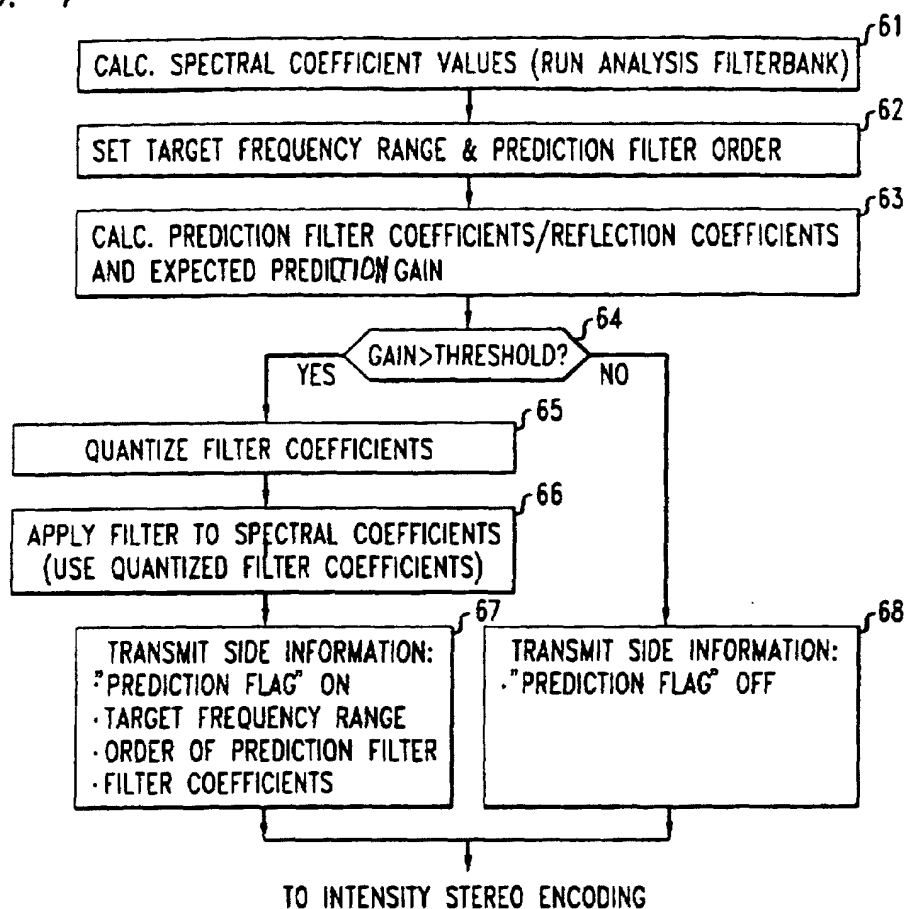 61
CALC. SPECTRAL COEFFICIENT VALUES (RUN ANALYSIS FILTERBANK)
62
SET TARGET FREQUENCY RANGE & PREDICTION FILTER ORDER
63
CALC. PREDICTION FILTER COEFFICIENTS/REFLECTION COEFFICIENTS
AND EXPECTED PREDICTION GAIN
64
GAIN>THRESHOLD?
YES
NO
65
QUANTIZE FILTER COEFFICIENTS
66
APPLY FILTER TO SPECTRAL COEFFICIENTS
(USE QUANTIZED FILTER COEFFICIENTS)
67
TRANSMIT SIDE INFORMATION:
·"PREDICTION FLAG" ON
·TARGET FREQUENCY RANGE
·ORDER OF PREDICTION FILTER
·FILTER COEFFICIENTS
68
TRANSMIT SIDE INFORMATION:
·"PREDICTION FLAG" OFF
TO INTENSITY STEREO ENCODING